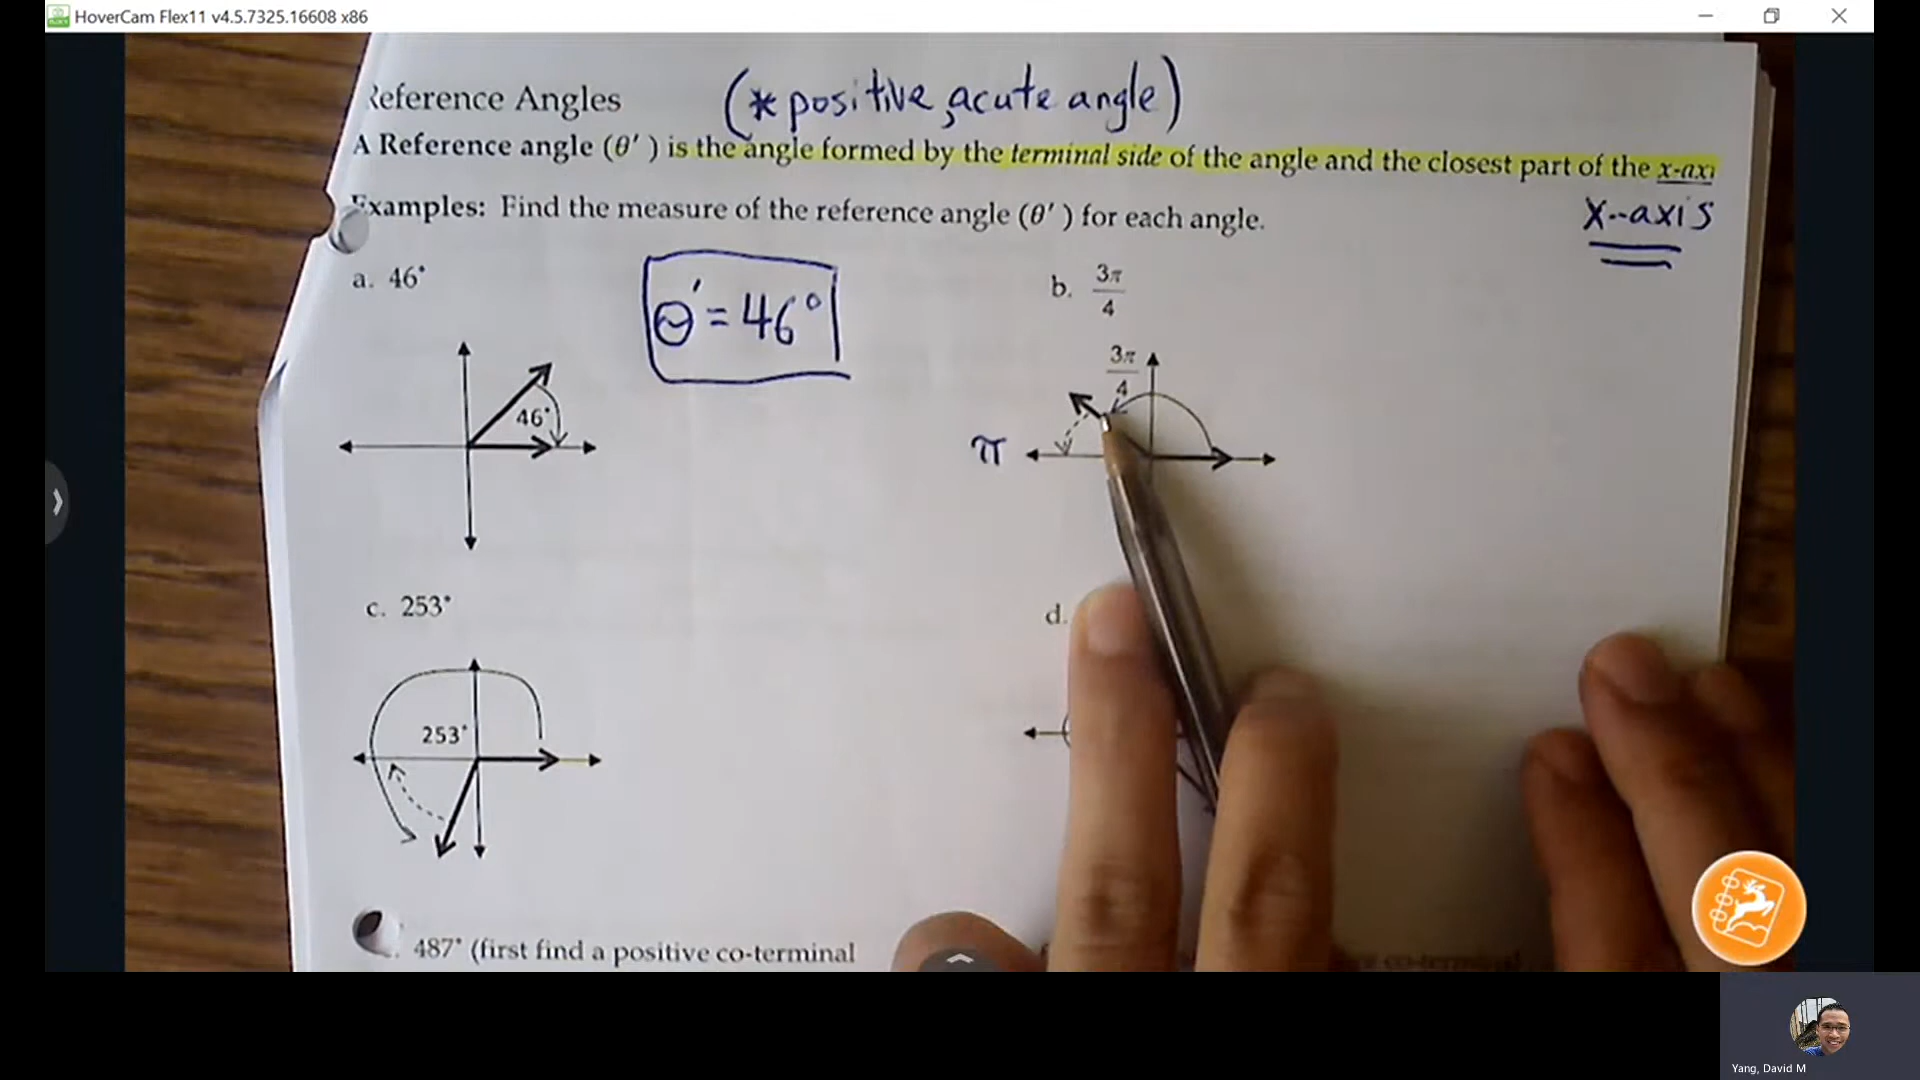 HoverCam Flex11 v4.5.7325.16608 x86
Reference Angles (*positive, acute angle)
A Reference angle (θ′ ) is the angle formed by the terminal side of the angle and the closest part of the x-axi
Examples: Find the measure of the reference angle (θ′ ) for each angle.
x-axis
a. 46°
θ′ = 46°
b. 3π/4
3π/4
46°
π
c. 253°
d.
253°
487° (first find a positive co-terminal
Yang, David M